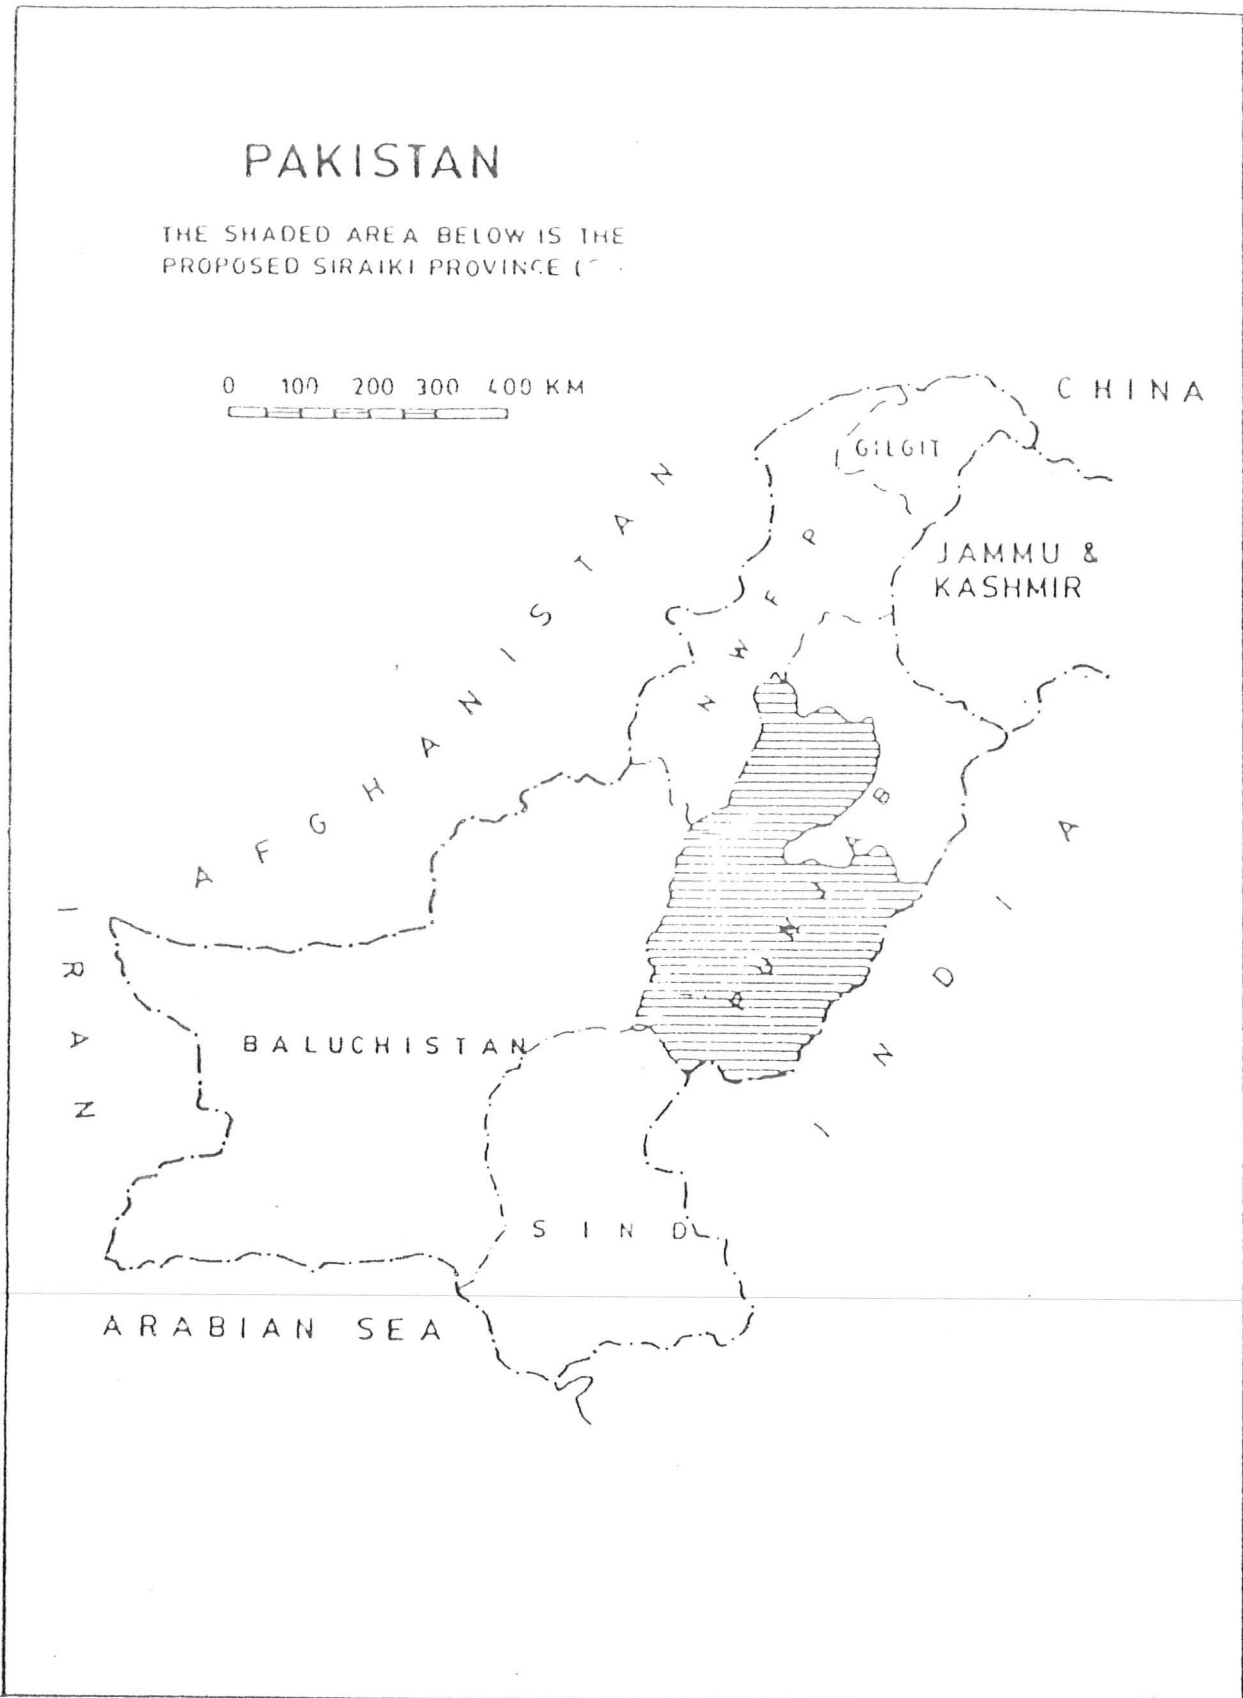 PAKISTAN
THE SHADED AREA BELOW IS THE
PROPOSED SIRAIKI PROVINCE (
0 100 200 300 400 KM
CHINA
GILGIT
JAMMU &
KASHMIR
AFGHANISTAN
NWFP
IRAN
INDIA
BALUCHISTAN
SIND
ARABIAN SEA